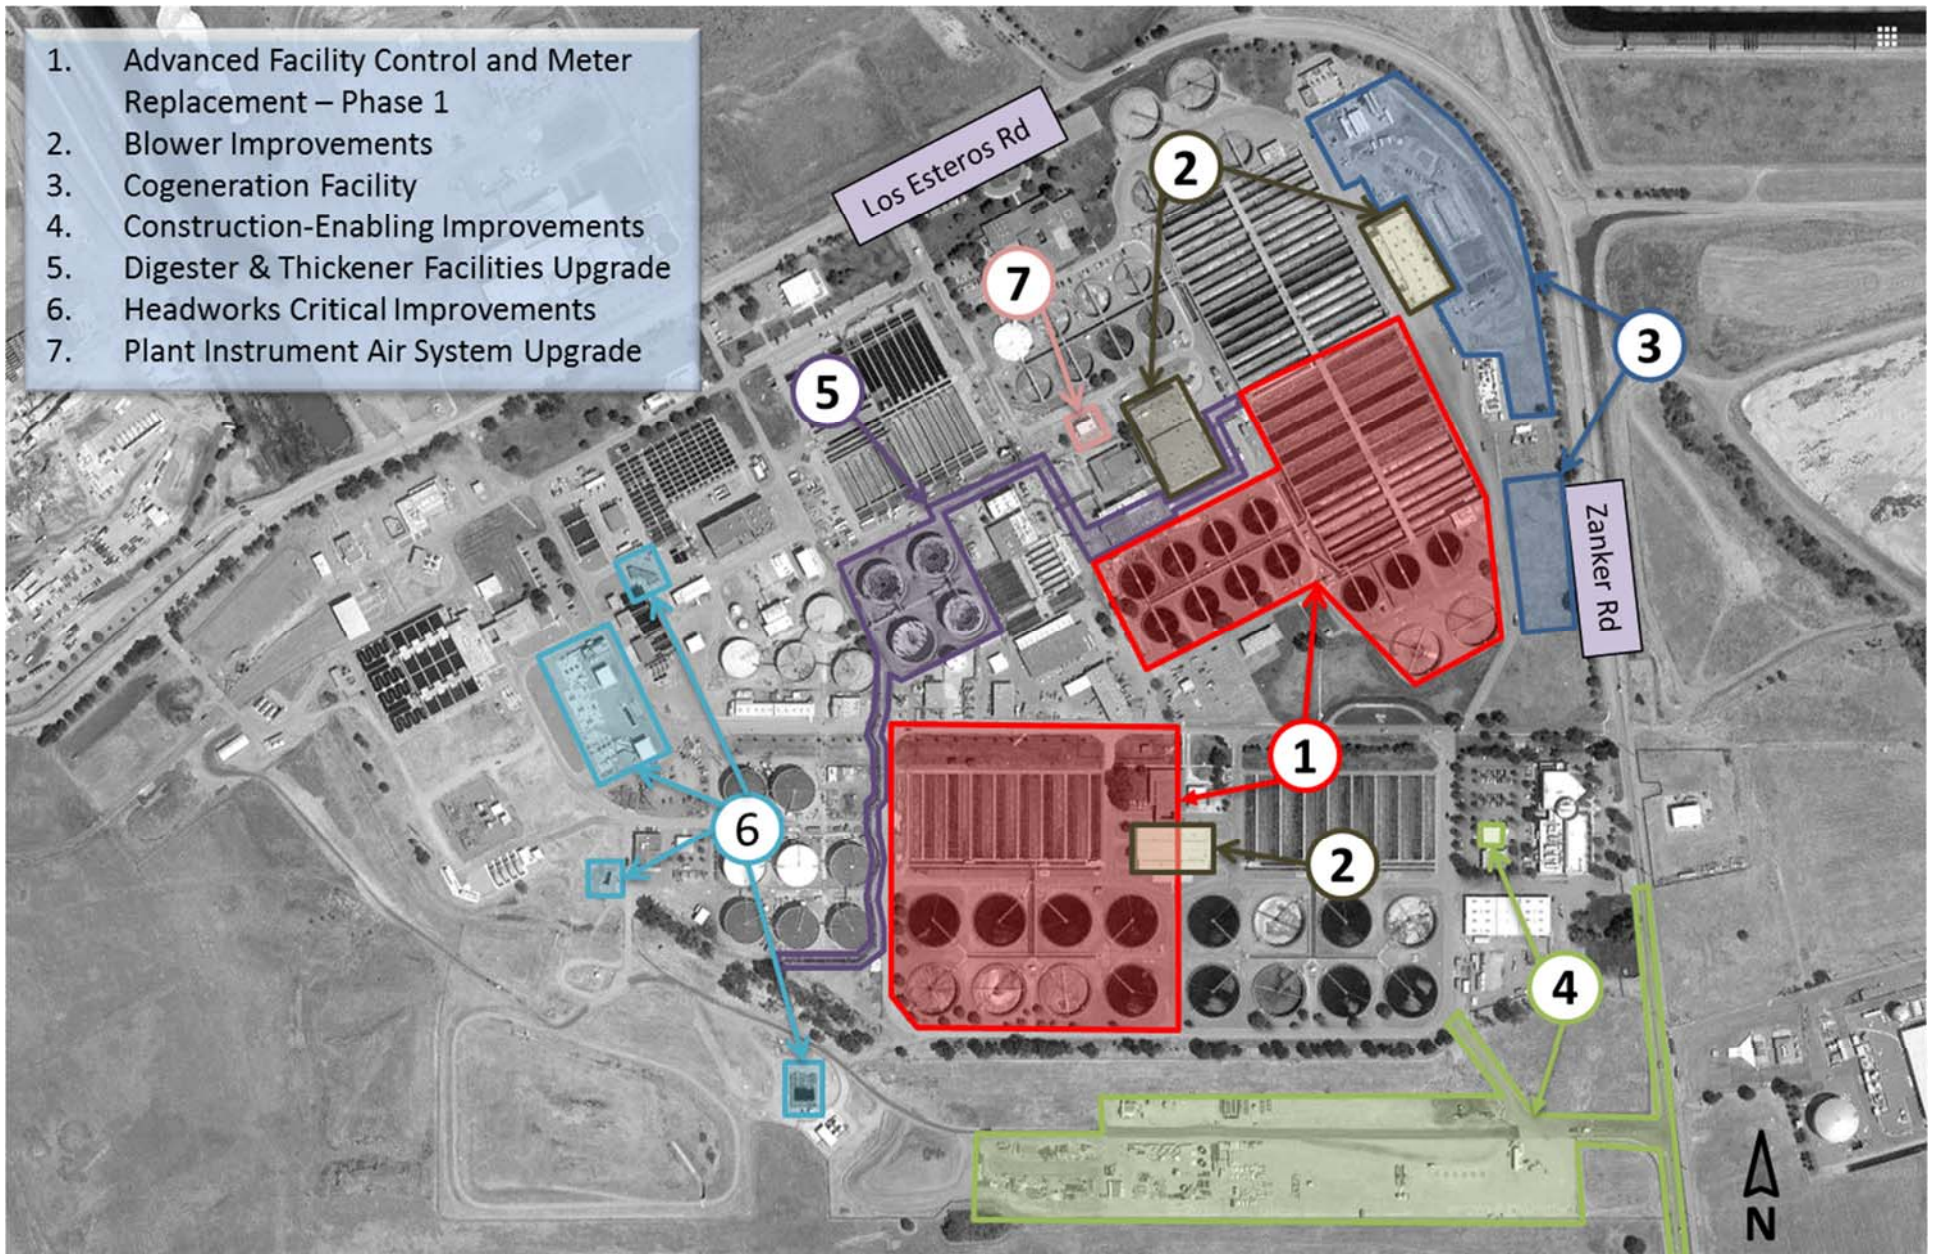 1. Advanced Facility Control and Meter
Replacement – Phase 1
2. Blower Improvements
3. Cogeneration Facility
4. Construction-Enabling Improvements
5. Digester & Thickener Facilities Upgrade
6. Headworks Critical Improvements
7. Plant Instrument Air System Upgrade
Los Esteros Rd
2
7
3
5
Zanker Rd
1
6
2
4
N